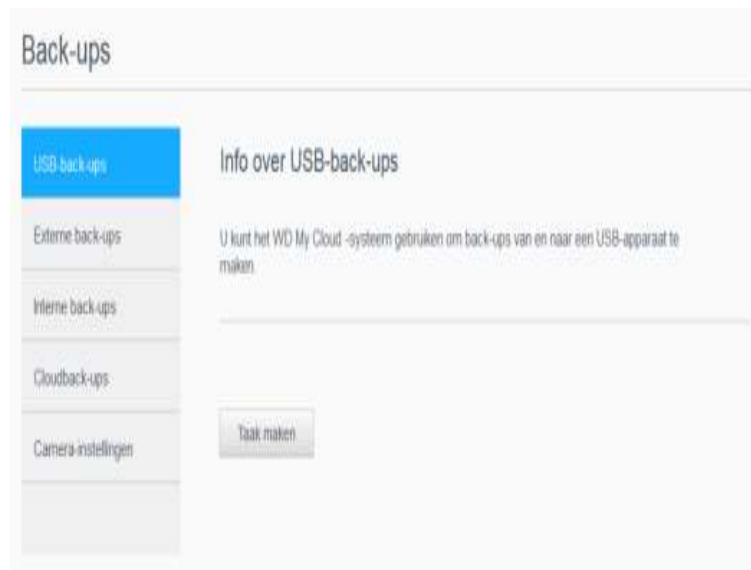 Back-ups
USB-back-ups
Externe back-ups
Interne back-ups
Cloudback-ups
Camera-instellingen
Info over USB-back-ups
U kunt het WD My Cloud -systeem gebruiken om back-ups van en naar een USB-apparaat te
maken.
Taak maken